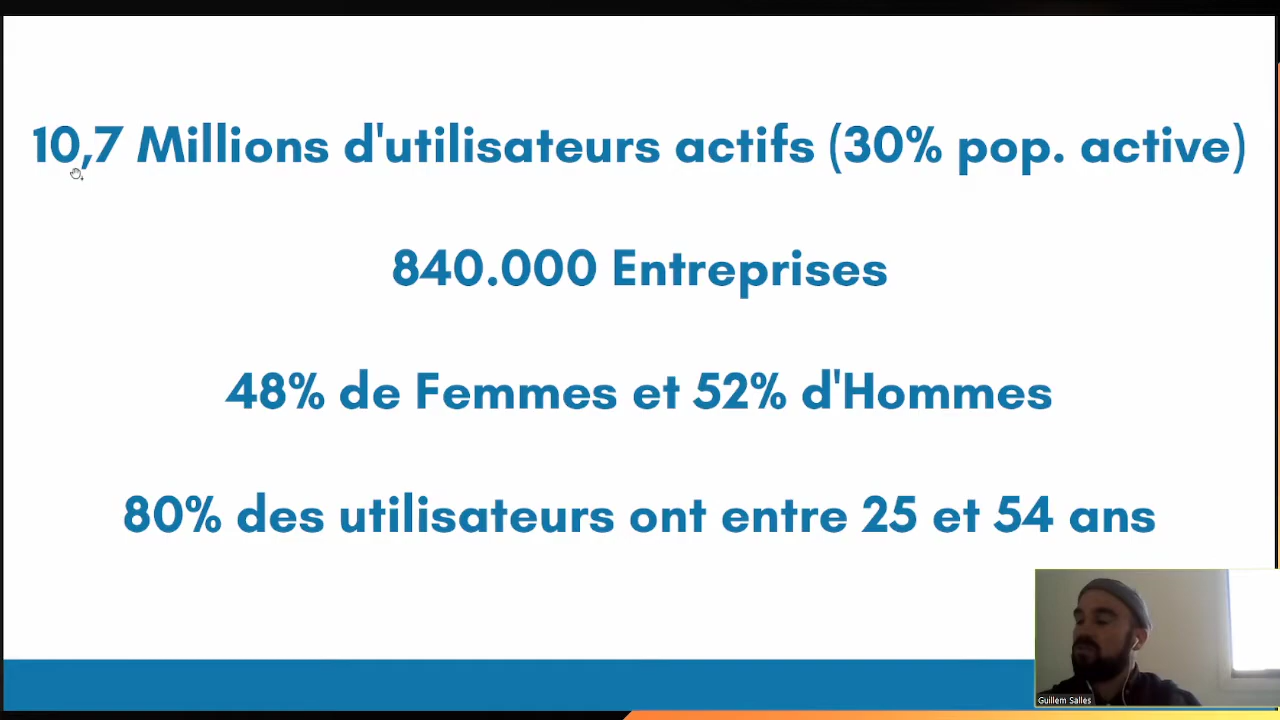 10,7 Millions d'utilisateurs actifs (30% pop. active)
840.000 Entreprises
48% de Femmes et 52% d'Hommes
80% des utilisateurs ont entre 25 et 54 ans
Guillem Salles